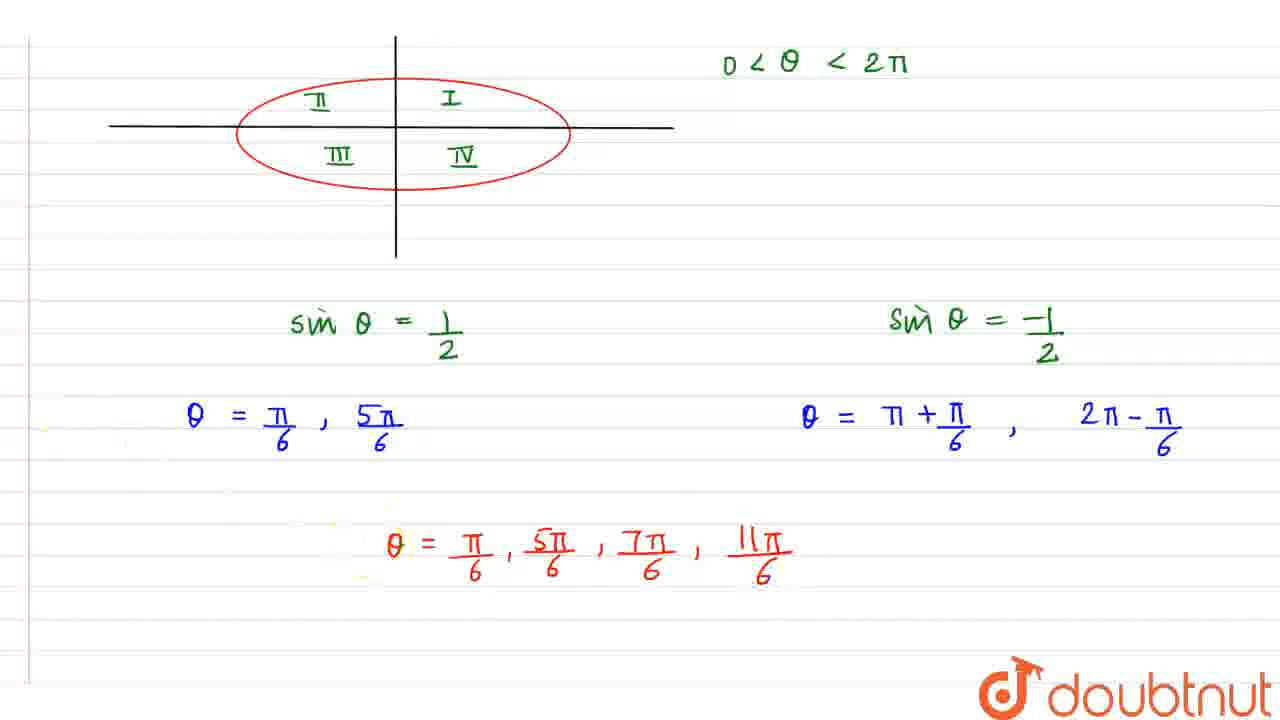 0 < θ < 2π
II I
III IV
sin θ = 1/2 sin θ = -1/2
θ = π/6 , 5π/6 θ = π + π/6 , 2π - π/6
θ = π/6 , 5π/6 , 7π/6 , 11π/6
doubtnut